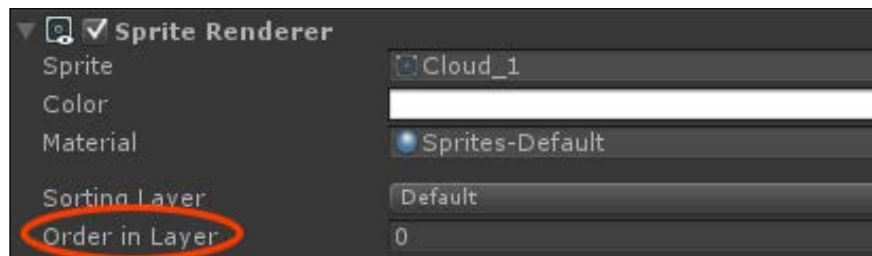 Sprite Renderer
Sprite Cloud_1
Color
Material Sprites-Default
Sorting Layer Default
Order in Layer 0